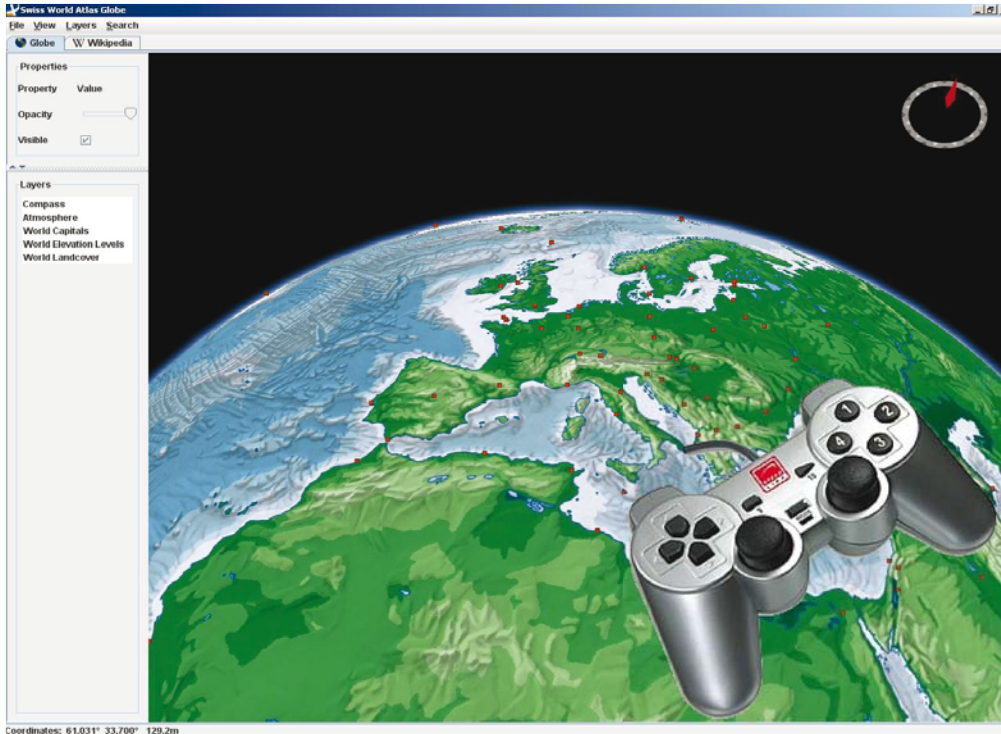 Swiss World Atlas Globe
File View Layers Search
Globe W Wikipedia
Properties
Property Value
Opacity
Visible
Layers
Compass
Atmosphere
World Capitals
World Elevation Levels
World Landcover
1
2
4
3
Coordinates: 61.031° 33.700° 129.2m